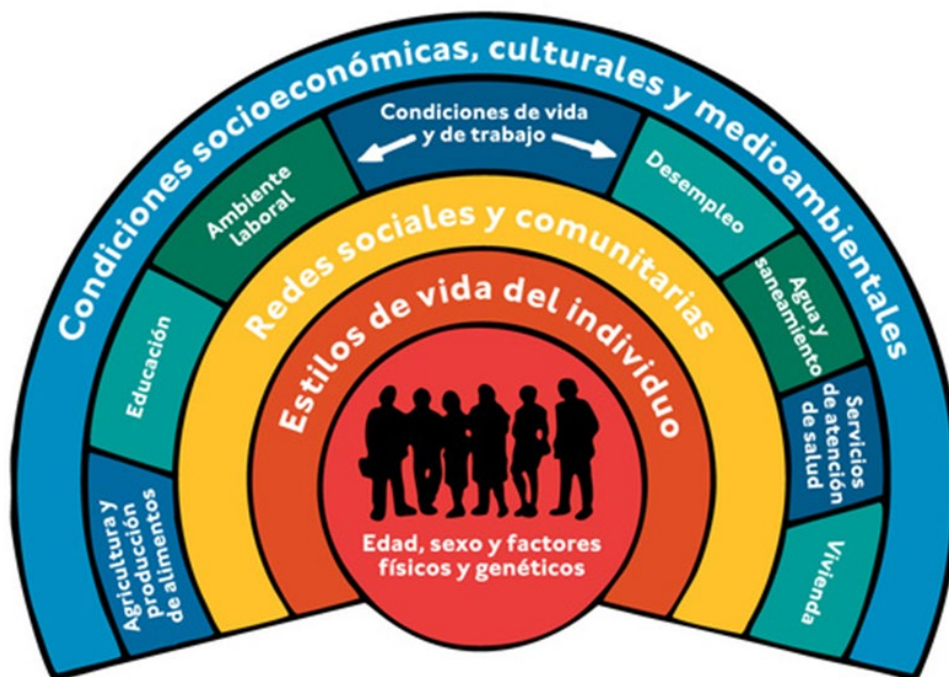 Condiciones socioeconómicas, culturales y medioambientales
Condiciones de vida
y de trabajo
Agricultura y
producción
de alimentos
Educación
Ambiente
laboral
Desempleo
Agua y
saneamiento
Servicios
de atención
de salud
Vivienda
Redes sociales y comunitarias
Estilos de vida del individuo
Edad, sexo y factores
físicos y genéticos